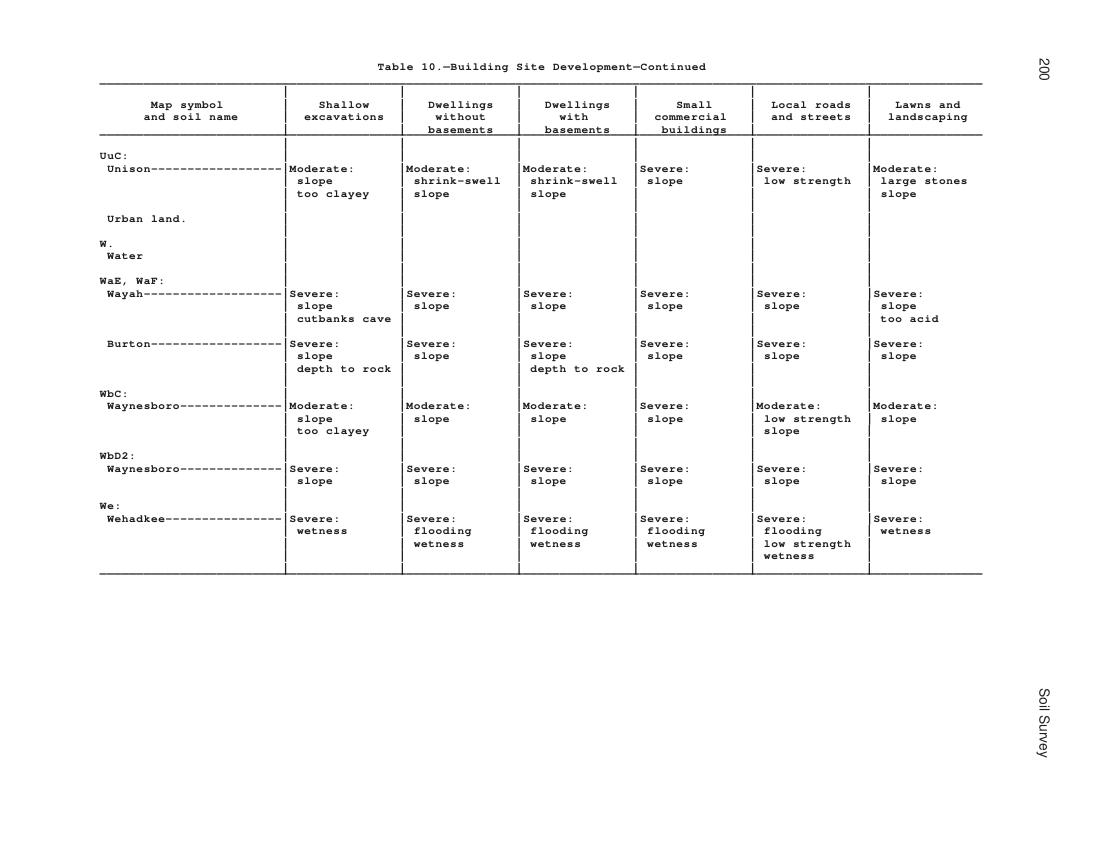 Table 10.—Building Site Development—Continued
Map symbol | Shallow | Dwellings | Dwellings | Small | Local roads | Lawns and
and soil name | excavations | without | with | commercial | and streets | landscaping
basements | basements | buildings
UuC:
Unison------------------|Moderate: |Moderate: |Moderate: |Severe: |Severe: |Moderate:
slope | shrink-swell | shrink-swell | slope | low strength | large stones
too clayey | slope | slope | | | slope
Urban land.
W.
Water
WaE, WaF:
Wayah-------------------|Severe: |Severe: |Severe: |Severe: |Severe: |Severe:
slope | slope | slope | slope | slope | slope
cutbanks cave | | | | | too acid
Burton------------------|Severe: |Severe: |Severe: |Severe: |Severe: |Severe:
slope | slope | slope | slope | slope | slope
depth to rock | | depth to rock
WbC:
Waynesboro--------------|Moderate: |Moderate: |Moderate: |Severe: |Moderate: |Moderate:
slope | slope | slope | slope | low strength | slope
too clayey | | | | slope
WbD2:
Waynesboro--------------|Severe: |Severe: |Severe: |Severe: |Severe: |Severe:
slope | slope | slope | slope | slope | slope
We:
Wehadkee----------------|Severe: |Severe: |Severe: |Severe: |Severe: |Severe:
wetness | flooding | flooding | flooding | flooding | wetness
| wetness | wetness | wetness | low strength
wetness
200
Soil Survey